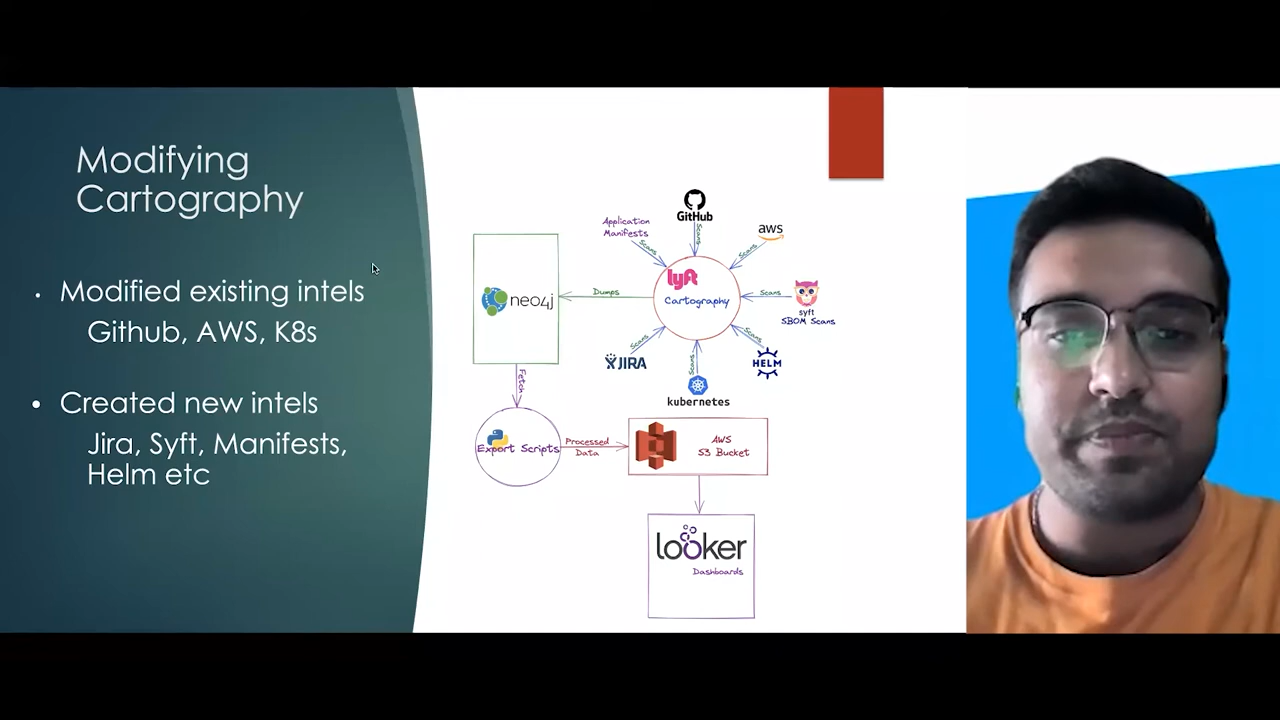 Modifying
Cartography
Modified existing intels
Github, AWS, K8s
Created new intels
Jira, Syft, Manifests,
Helm etc
GitHub
Application
Manifests
Scans
Scans
aws
Scans
lyft
Cartography
Scans
syft
SBOM Scans
Dumps
neo4j
Scans
JIRA
Scans
kubernetes
Scans
HELM
Fetch
Export Scripts
Processed
Data
AWS
S3 Bucket
looker
Dashboards